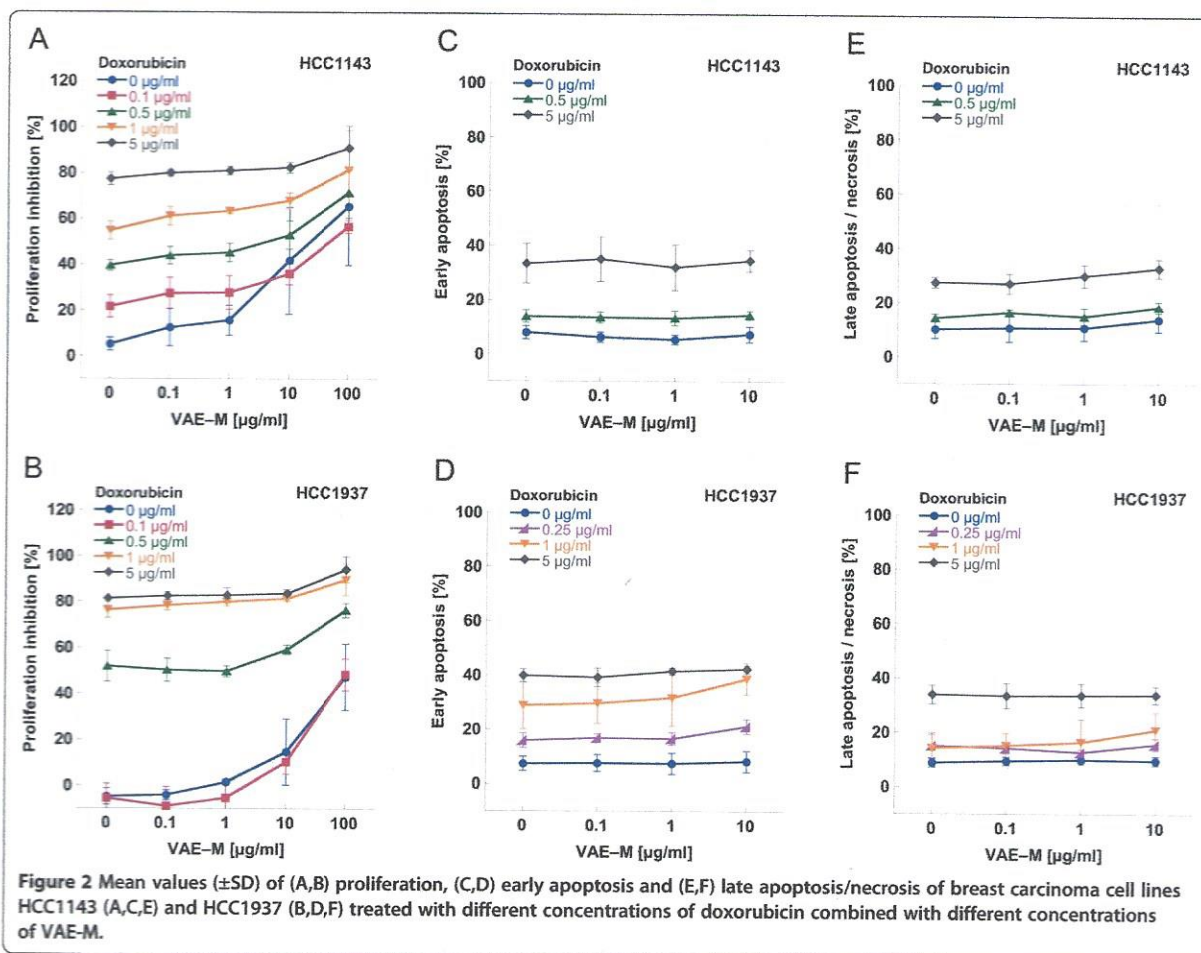 A
Doxorubicin
HCC1143
0 µg/ml
0.1 µg/ml
0.5 µg/ml
1 µg/ml
5 µg/ml
120
100
80
60
40
20
0
Proliferation inhibition [%]
0 0.1 1 10 100
VAE–M [µg/ml]
C
Doxorubicin
HCC1143
0 µg/ml
0.5 µg/ml
5 µg/ml
100
80
60
40
20
0
Early apoptosis [%]
0 0.1 1 10
VAE–M [µg/ml]
E
Doxorubicin
HCC1143
0 µg/ml
0.5 µg/ml
5 µg/ml
100
80
60
40
20
0
Late apoptosis / necrosis [%]
0 0.1 1 10
VAE–M [µg/ml]
B
Doxorubicin
HCC1937
0 µg/ml
0.1 µg/ml
0.5 µg/ml
1 µg/ml
5 µg/ml
120
100
80
60
40
20
0
Proliferation inhibition [%]
0 0.1 1 10 100
VAE–M [µg/ml]
D
Doxorubicin
HCC1937
0 µg/ml
0.25 µg/ml
1 µg/ml
5 µg/ml
100
80
60
40
20
0
Early apoptosis [%]
0 0.1 1 10
VAE–M [µg/ml]
F
Doxorubicin
HCC1937
0 µg/ml
0.25 µg/ml
1 µg/ml
5 µg/ml
100
80
60
40
20
0
Late apoptosis / necrosis [%]
0 0.1 1 10
VAE–M [µg/ml]
Figure 2 Mean values (±SD) of (A,B) proliferation, (C,D) early apoptosis and (E,F) late apoptosis/necrosis of breast carcinoma cell lines
HCC1143 (A,C,E) and HCC1937 (B,D,F) treated with different concentrations of doxorubicin combined with different concentrations
of VAE-M.